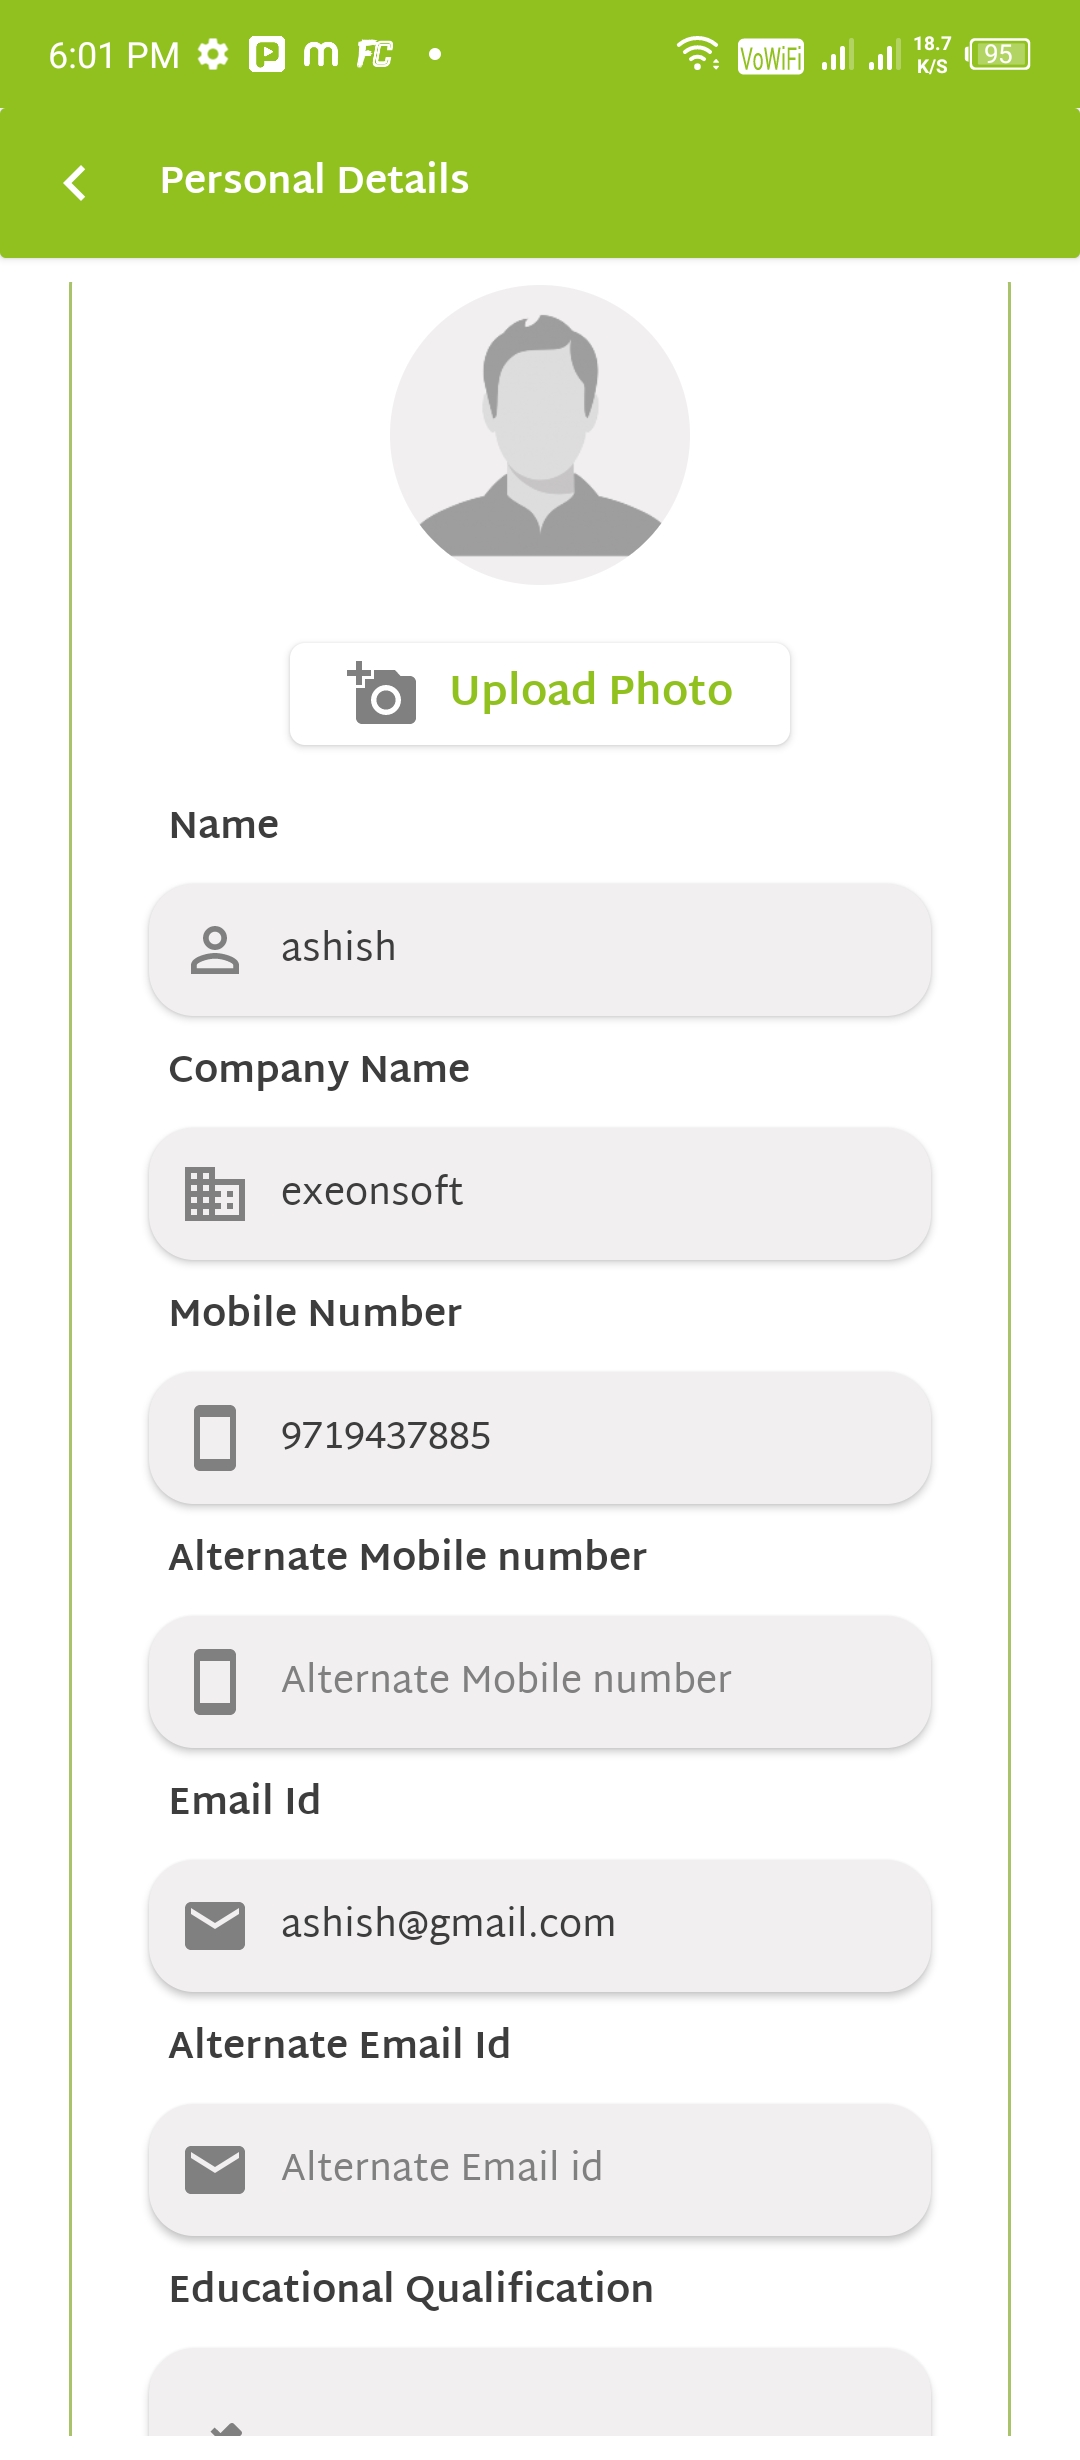 6:01 PM
VoWiFi
18.7
K/S
95
Personal Details
Upload Photo
Name
ashish
Company Name
exeonsoft
Mobile Number
9719437885
Alternate Mobile number
Alternate Mobile number
Email Id
ashish@gmail.com
Alternate Email Id
Alternate Email id
Educational Qualification